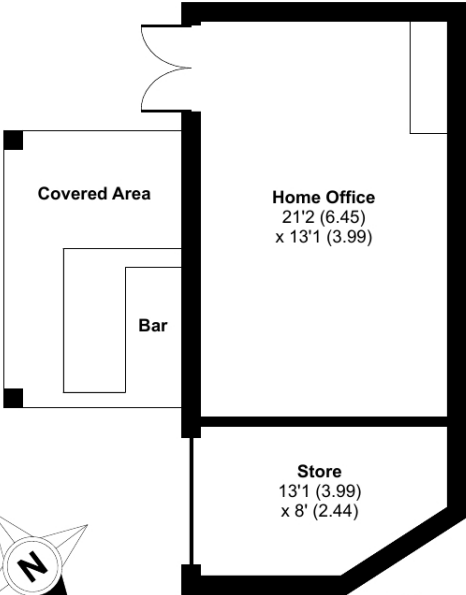 Covered Area
Home Office
21'2 (6.45)
x 13'1 (3.99)
Bar
Store
13'1 (3.99)
x 8' (2.44)
N